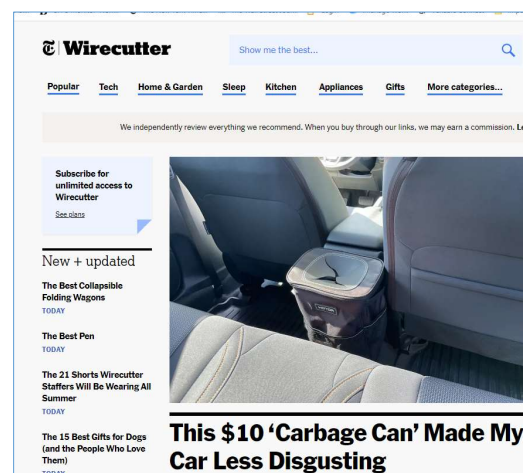 Wirecutter
Show me the best...
Popular Tech Home & Garden Sleep Kitchen Appliances Gifts More categories...
We independently review everything we recommend. When you buy through our links, we may earn a commission.
Subscribe for
unlimited access to
Wirecutter
See plans
New + updated
The Best Collapsible
Folding Wagons
TODAY
The Best Pen
TODAY
The 21 Shorts Wirecutter
Staffers Will Be Wearing All
Summer
TODAY
The 15 Best Gifts for Dogs
(and the People Who Love
Them)
TODAY
This $10 ‘Carbage Can’ Made My
Car Less Disgusting